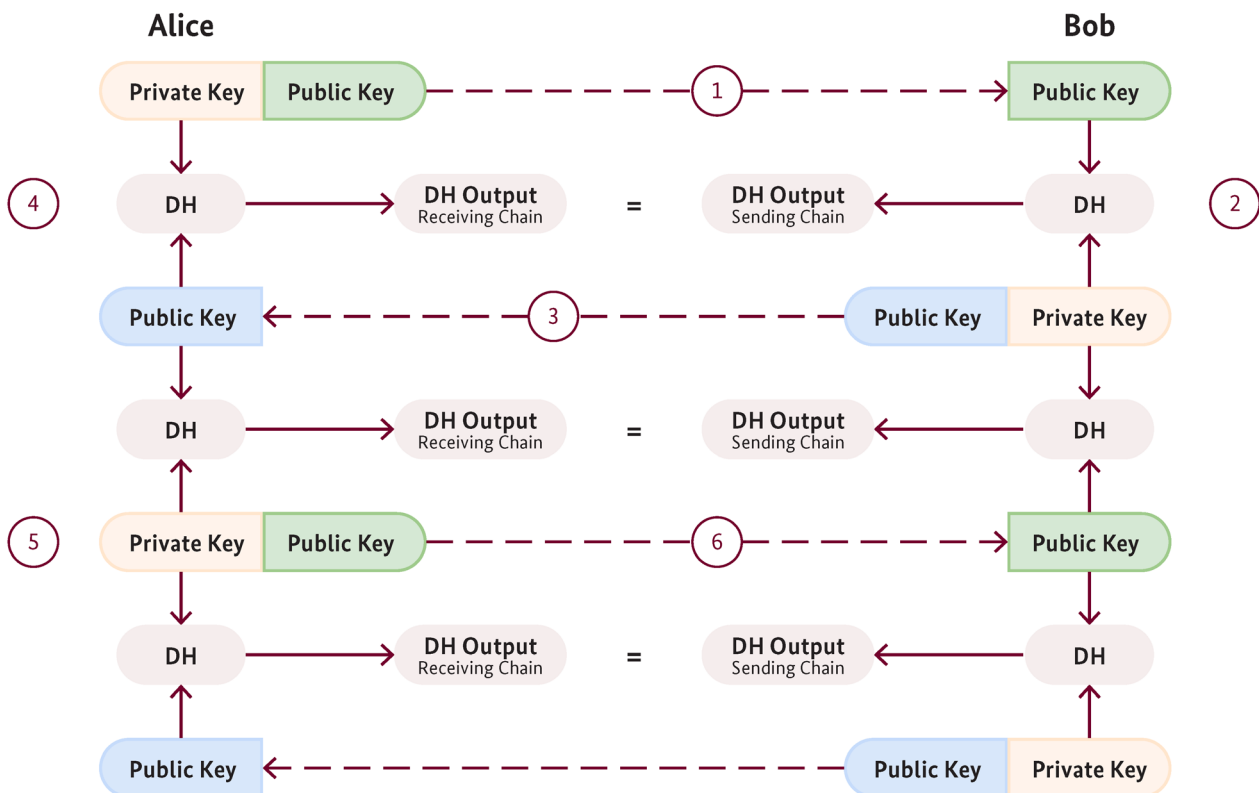 Alice
Bob
Private Key
Public Key
1
Public Key
4
DH
DH Output
Receiving Chain
=
DH Output
Sending Chain
DH
2
Public Key
3
Public Key
Private Key
DH
DH Output
Receiving Chain
=
DH Output
Sending Chain
DH
5
Private Key
Public Key
6
Public Key
DH
DH Output
Receiving Chain
=
DH Output
Sending Chain
DH
Public Key
Public Key
Private Key